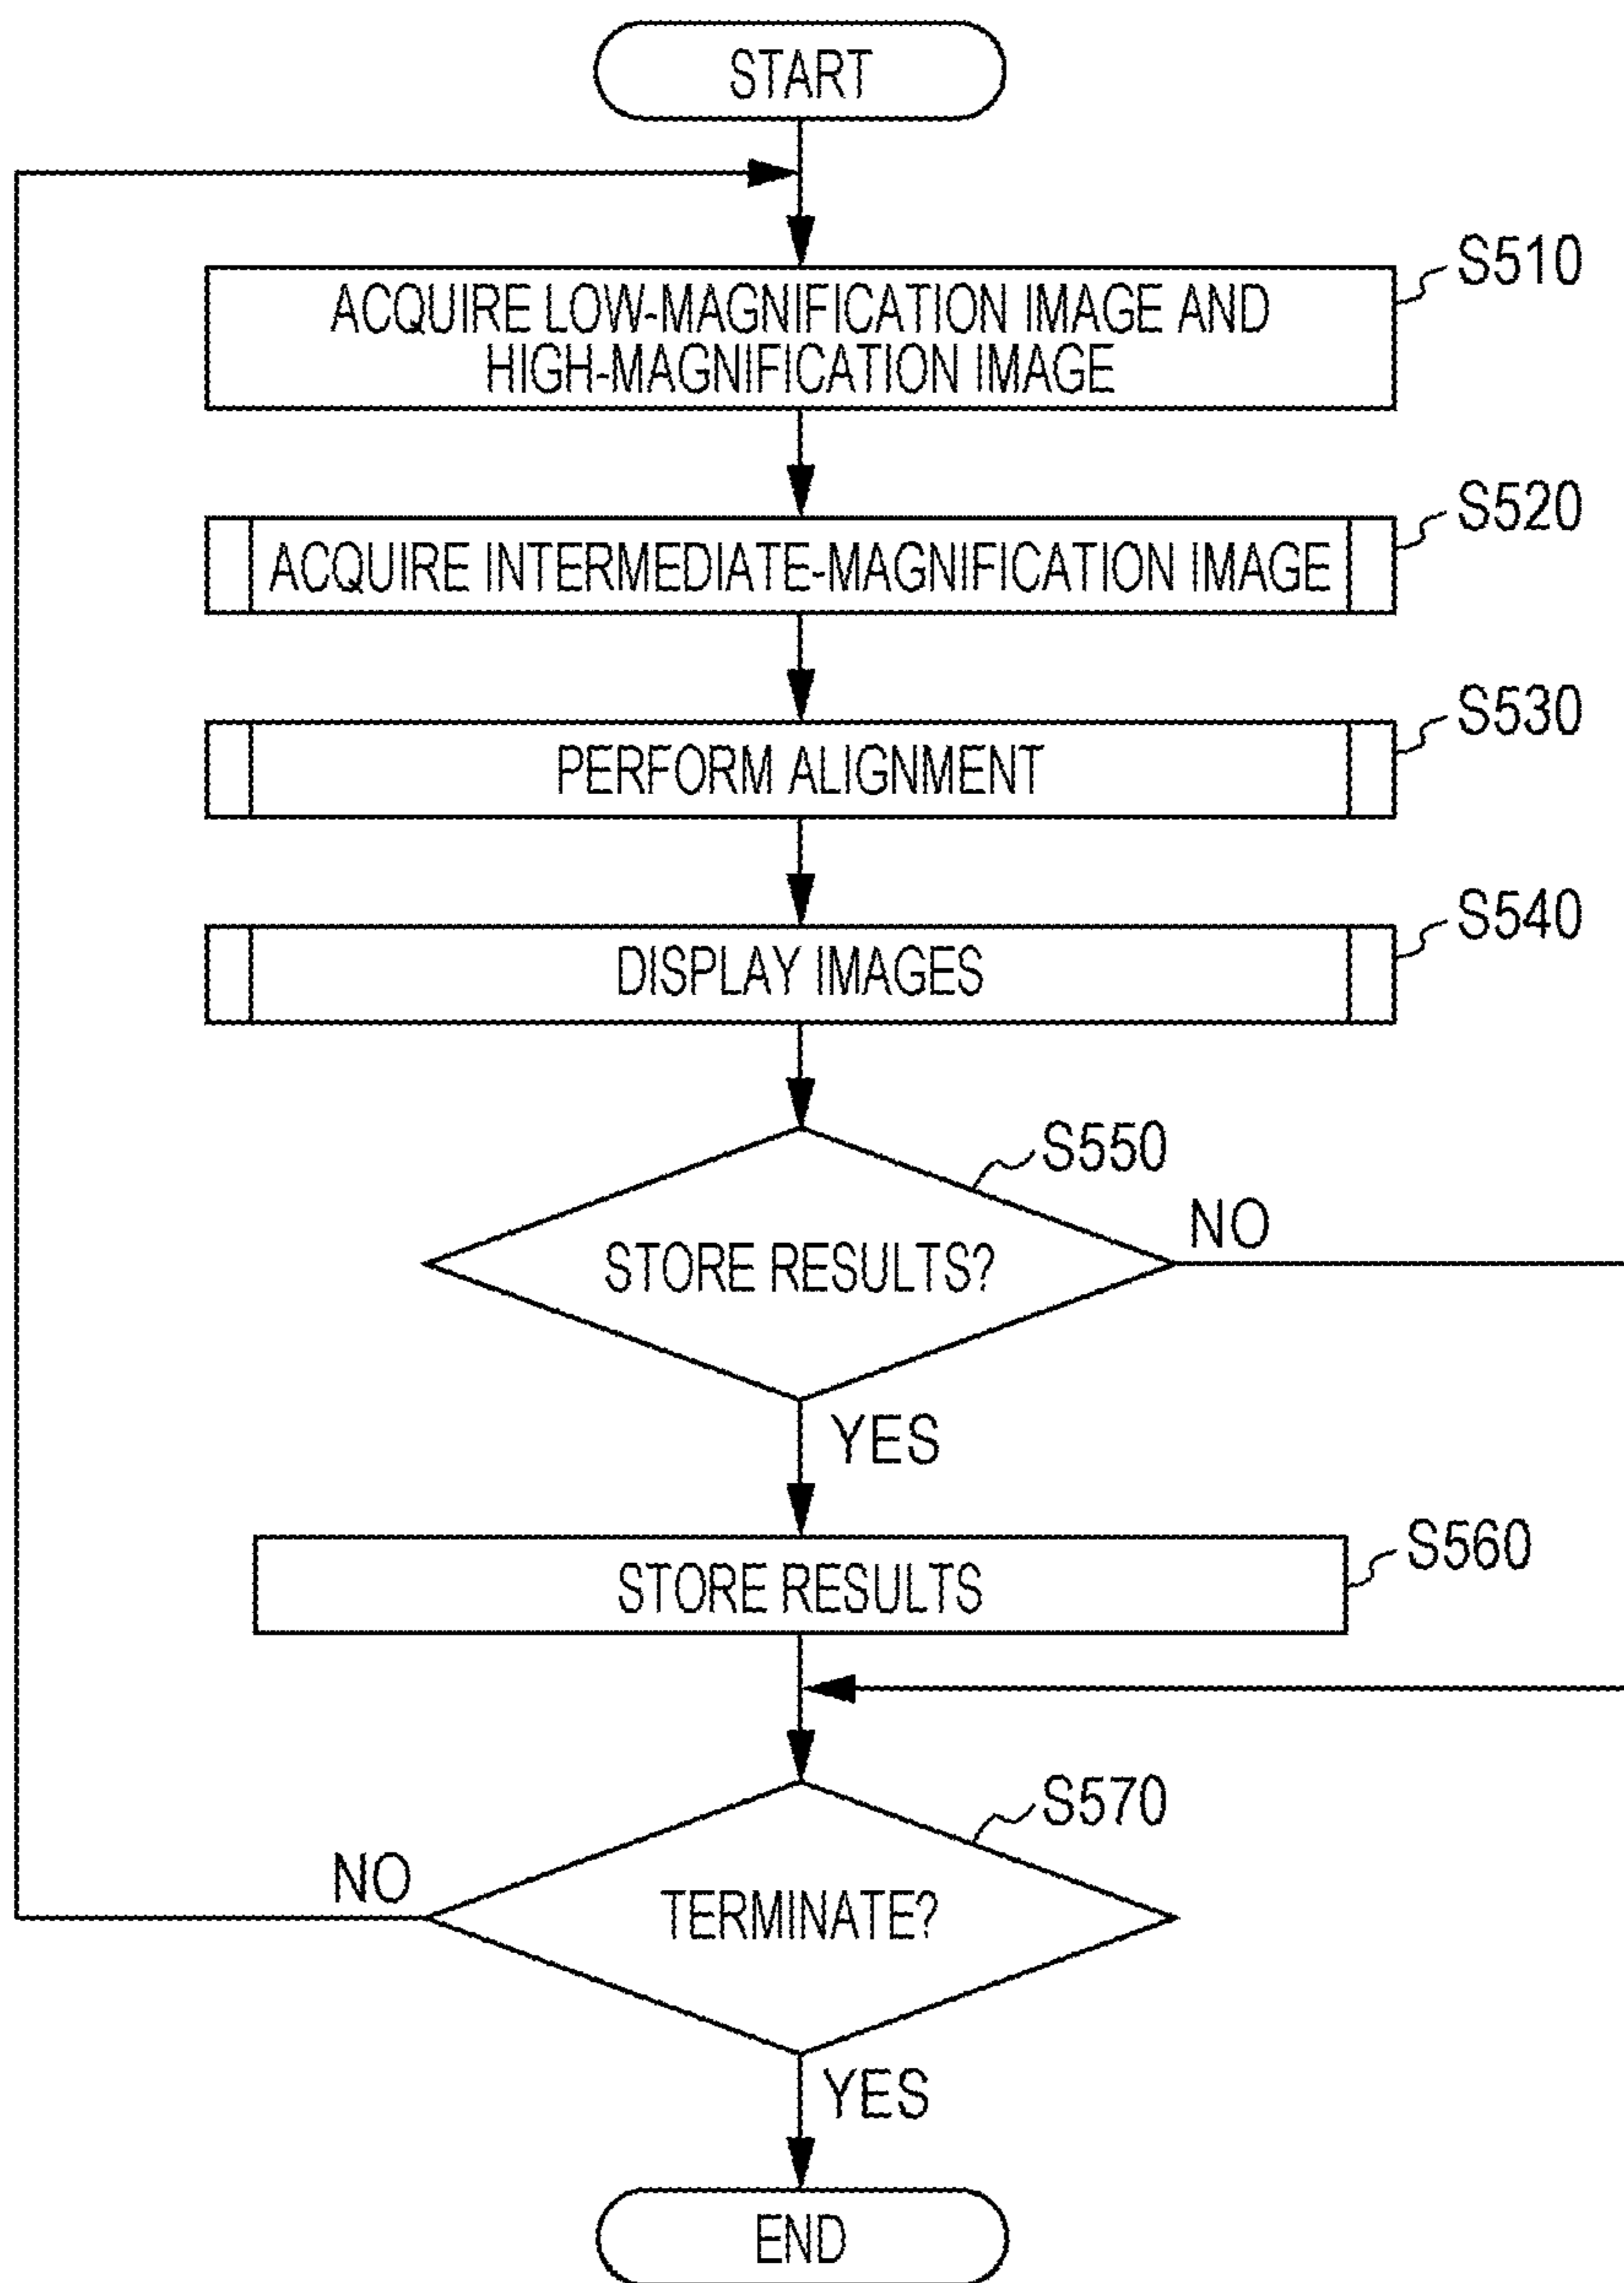 START
S510
ACQUIRE LOW-MAGNIFICATION IMAGE AND
HIGH-MAGNIFICATION IMAGE
S520
ACQUIRE INTERMEDIATE-MAGNIFICATION IMAGE
S530
PERFORM ALIGNMENT
S540
DISPLAY IMAGES
S550
NO
STORE RESULTS?
YES
S560
STORE RESULTS
S570
NO
TERMINATE?
YES
END